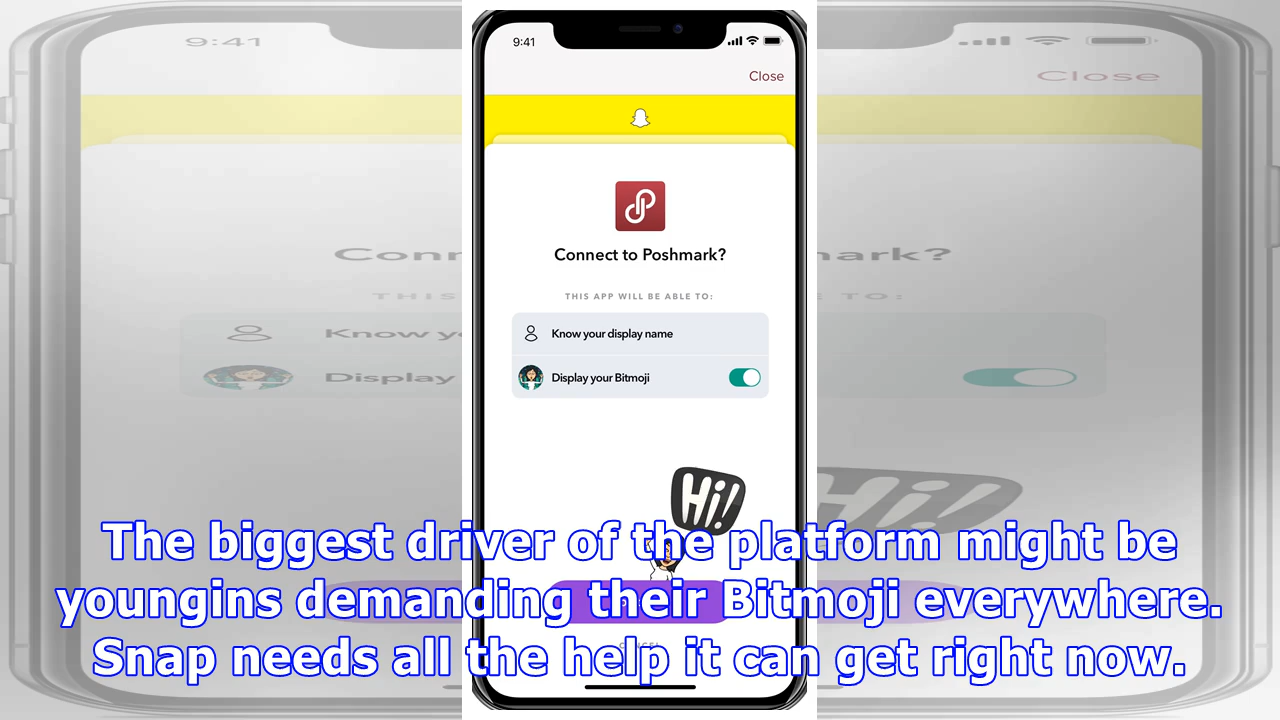 9:41
Close
Connect to Poshmark?
THIS APP WILL BE ABLE TO:
Know your display name
Display your Bitmoji
Hi!
The biggest driver of the platform might be
youngins demanding their Bitmoji everywhere.
Snap needs all the help it can get right now.